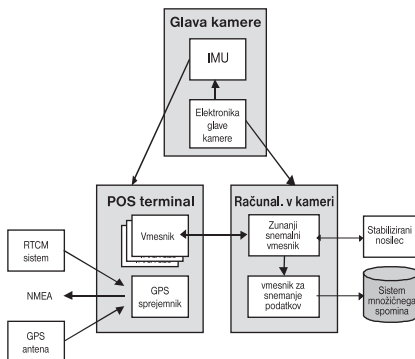 Glava kamere
IMU
Elektronika
glave
kamere
POS terminal
Vmesnik
GPS
sprejemnik
Računal. v kameri
Zunanji
snemalni
vmesnik
vmesnik za
snemanje
podatkov
RTCM
sistem
NMEA
GPS
antena
Stabilizirani
nosilec
Sistem
množičnega
spomina